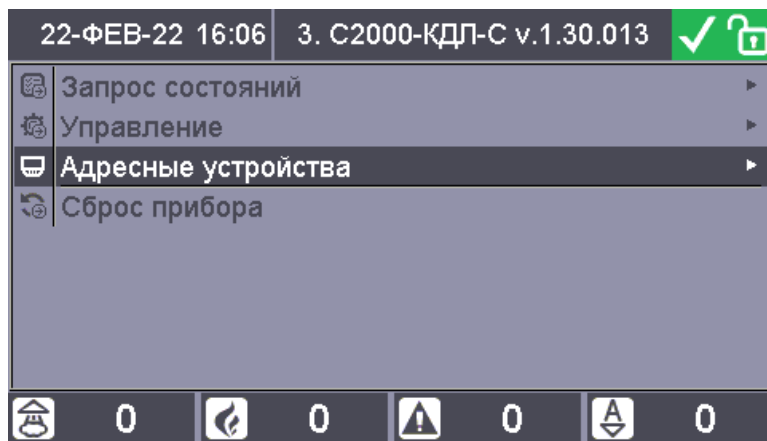 22-ФЕВ-22 16:06 3. С2000-КДЛ-С v.1.30.013
Запрос состояний
Управление
Адресные устройства
Сброс прибора
0 0 0 A 0